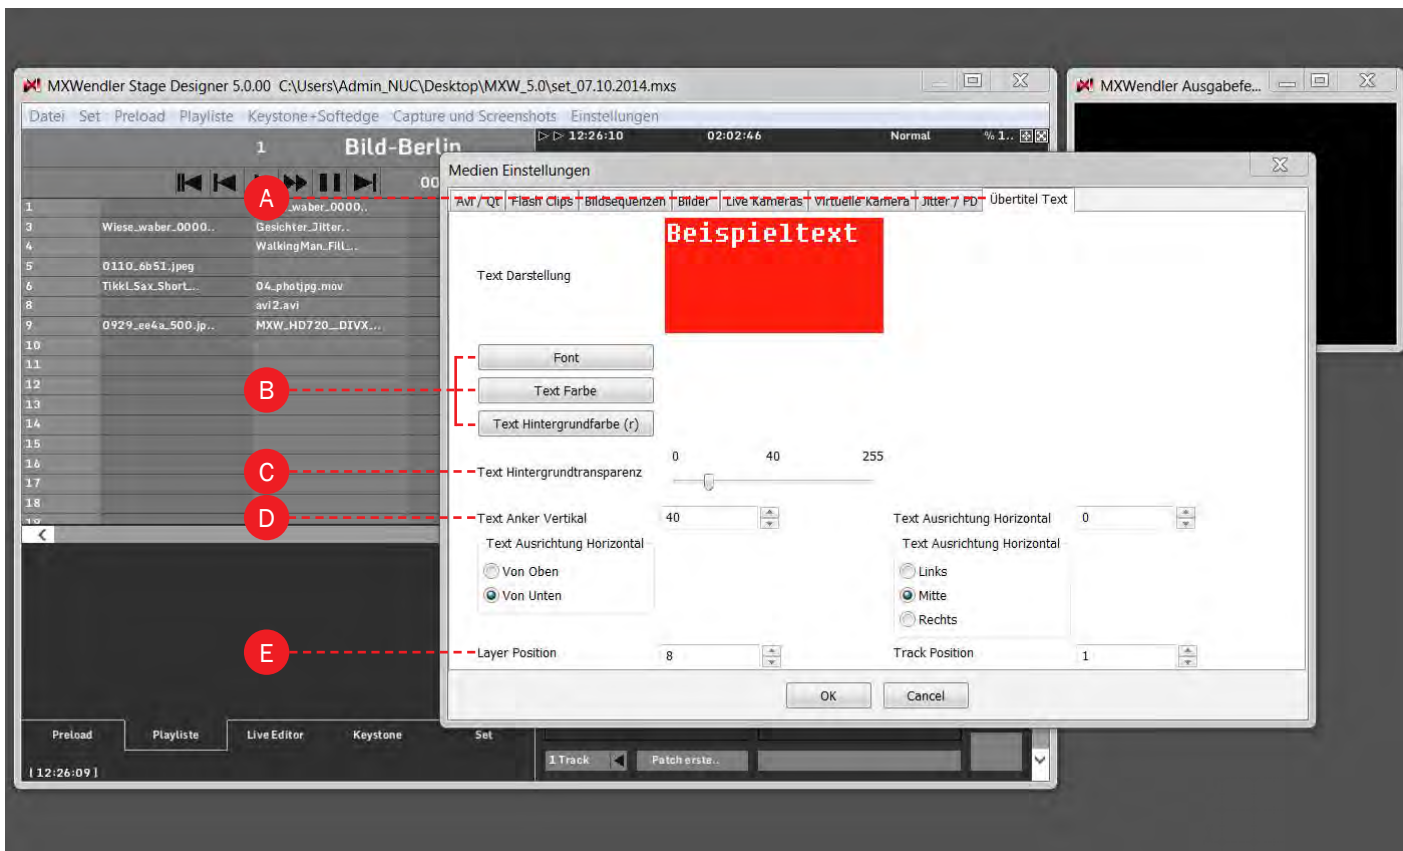 MXWendler Stage Designer 5.0.00 C:\Users\Admin_NUC\Desktop\MXW_5.0\set_07.10.2014.mxs
MXWendler Ausgabefe...
Datei Set Preload Playliste Keystone+Softedge Capture und Screenshots Einstellungen
1 Bild-Berlin
12:26:10 02:02:46 Normal % 1..
00
1
3 Wiese_waber_0000.. Gesichter_Jitter..
4 WalkingMan_Fill_..
5 0110_6b51.jpeg
6 Tikki_Sax_Short_.. 04_photjpg.mov
8 avi2.avi
9 0929_ee4a_500.jp.. MXW_HD720__DIVX_..
10
11
12
13
14
15
16
17
18
19
Medien Einstellungen
A
Avi / Qt Flash Clips Bildsequenzen Bilder Live Kameras Virtuelle Kamera Jitter / PD Übertitel Text
Text Darstellung
Beispieltext
Font
B
Text Farbe
Text Hintergrundfarbe (r)
0 40 255
C
Text Hintergrundtransparenz
D
Text Anker Vertikal 40 Text Ausrichtung Horizontal 0
Text Ausrichtung Horizontal Text Ausrichtung Horizontal
Von Oben Links
Von Unten Mitte
Rechts
E
Layer Position 8 Track Position 1
OK Cancel
Preload Playliste Live Editor Keystone Set
1 Track Patch erste..
[12:26:09]